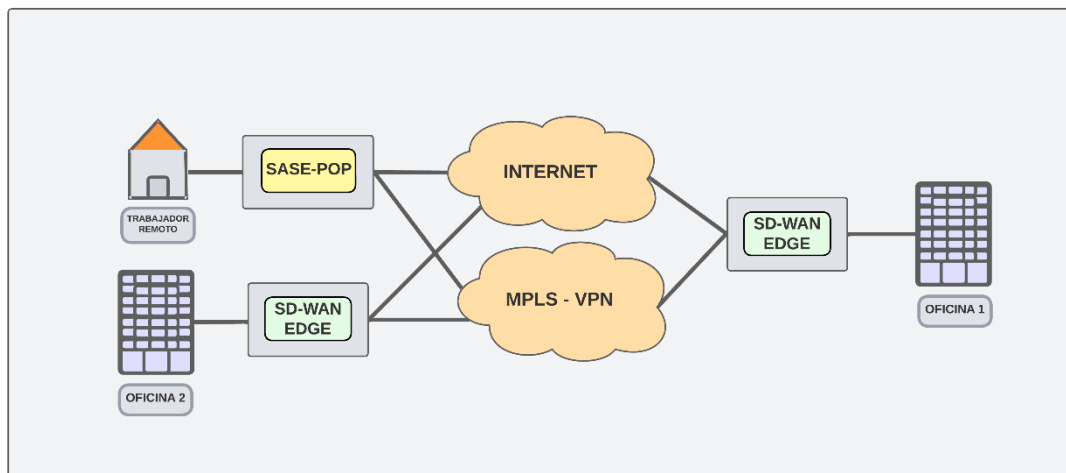 SASE-POP
INTERNET
TRABAJADOR
REMOTO
SD-WAN
EDGE
OFICINA 1
SD-WAN
EDGE
MPLS - VPN
OFICINA 2